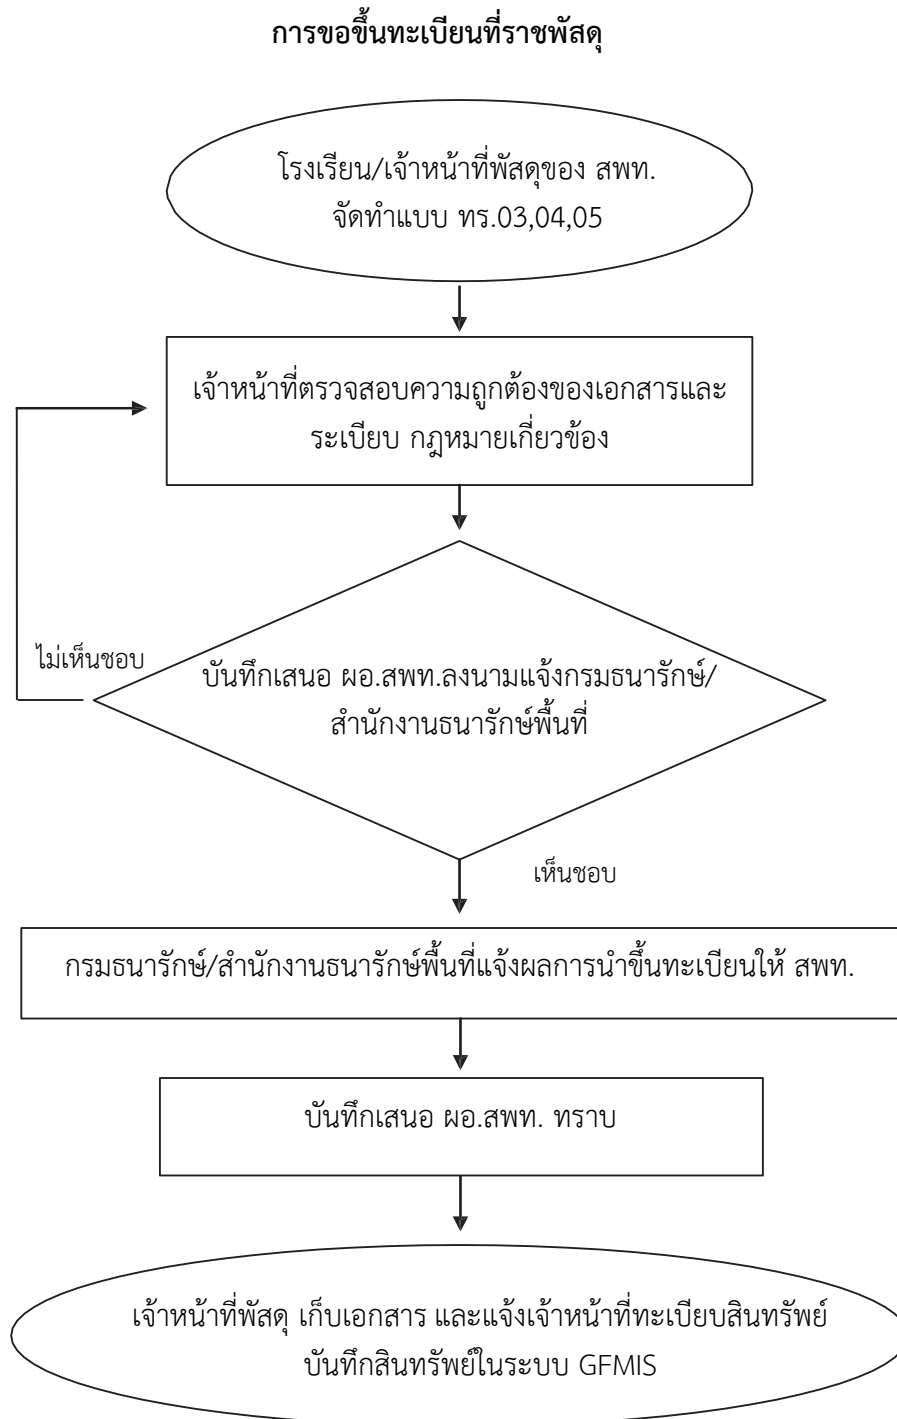 การขอขึ้นทะเบียนที่ราชพัสดุ
โรงเรียน/เจ้าหน้าที่พัสดุของ สพท.
จัดทำแบบ ทร.03,04,05
เจ้าหน้าที่ตรวจสอบความถูกต้องของเอกสารและ
ระเบียบ กฎหมายเกี่ยวข้อง
ไม่เห็นชอบ
บันทึกเสนอ ผอ.สพท.ลงนามแจ้งกรมธนารักษ์/
สำนักงานธนารักษ์พื้นที่
เห็นชอบ
กรมธนารักษ์/สำนักงานธนารักษ์พื้นที่แจ้งผลการนำขึ้นทะเบียนให้ สพท.
บันทึกเสนอ ผอ.สพท. ทราบ
เจ้าหน้าที่พัสดุ เก็บเอกสาร และแจ้งเจ้าหน้าที่ทะเบียบสินทรัพย์
บันทึกสินทรัพย์ในระบบ GFMIS